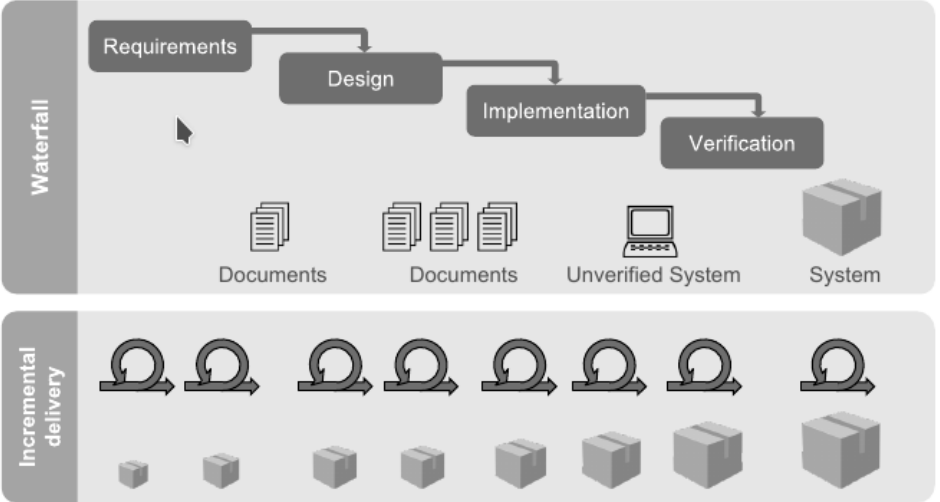 Waterfall
Requirements
Design
Implementation
Verification
Documents
Documents
Unverified System
System
Incremental
delivery